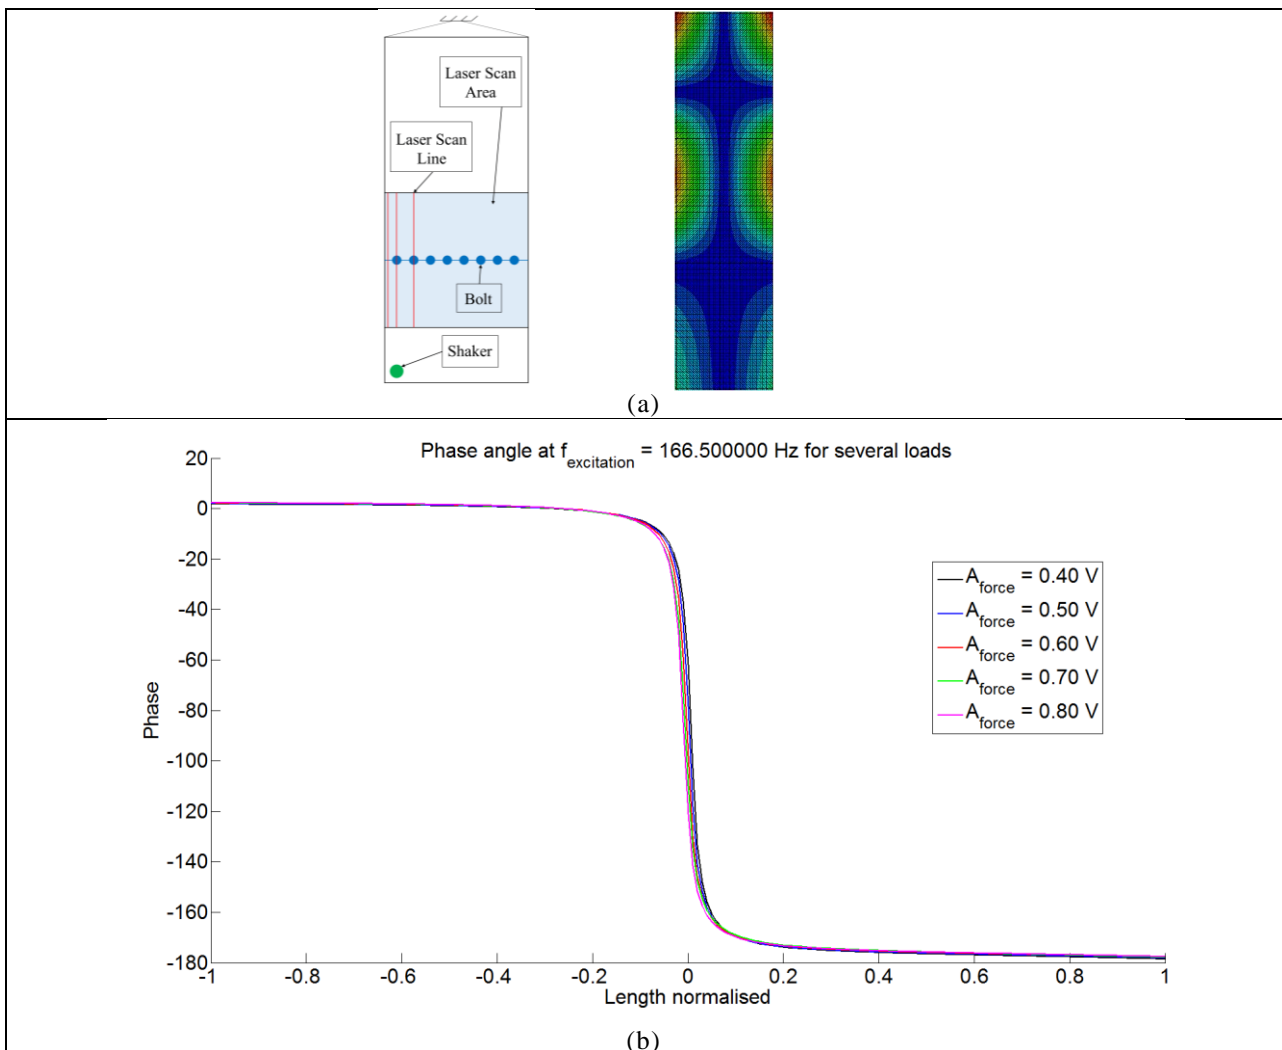 Laser Scan
Area
Laser Scan
Line
Bolt
Shaker
(a)
Phase angle at f_excitation = 166.500000 Hz for several loads
20
0
-20
-40
-60
-80
-100
-120
-140
-160
-180
Phase
A_force = 0.40 V
A_force = 0.50 V
A_force = 0.60 V
A_force = 0.70 V
A_force = 0.80 V
-1 -0.8 -0.6 -0.4 -0.2 0 0.2 0.4 0.6 0.8 1
Length normalised
(b)